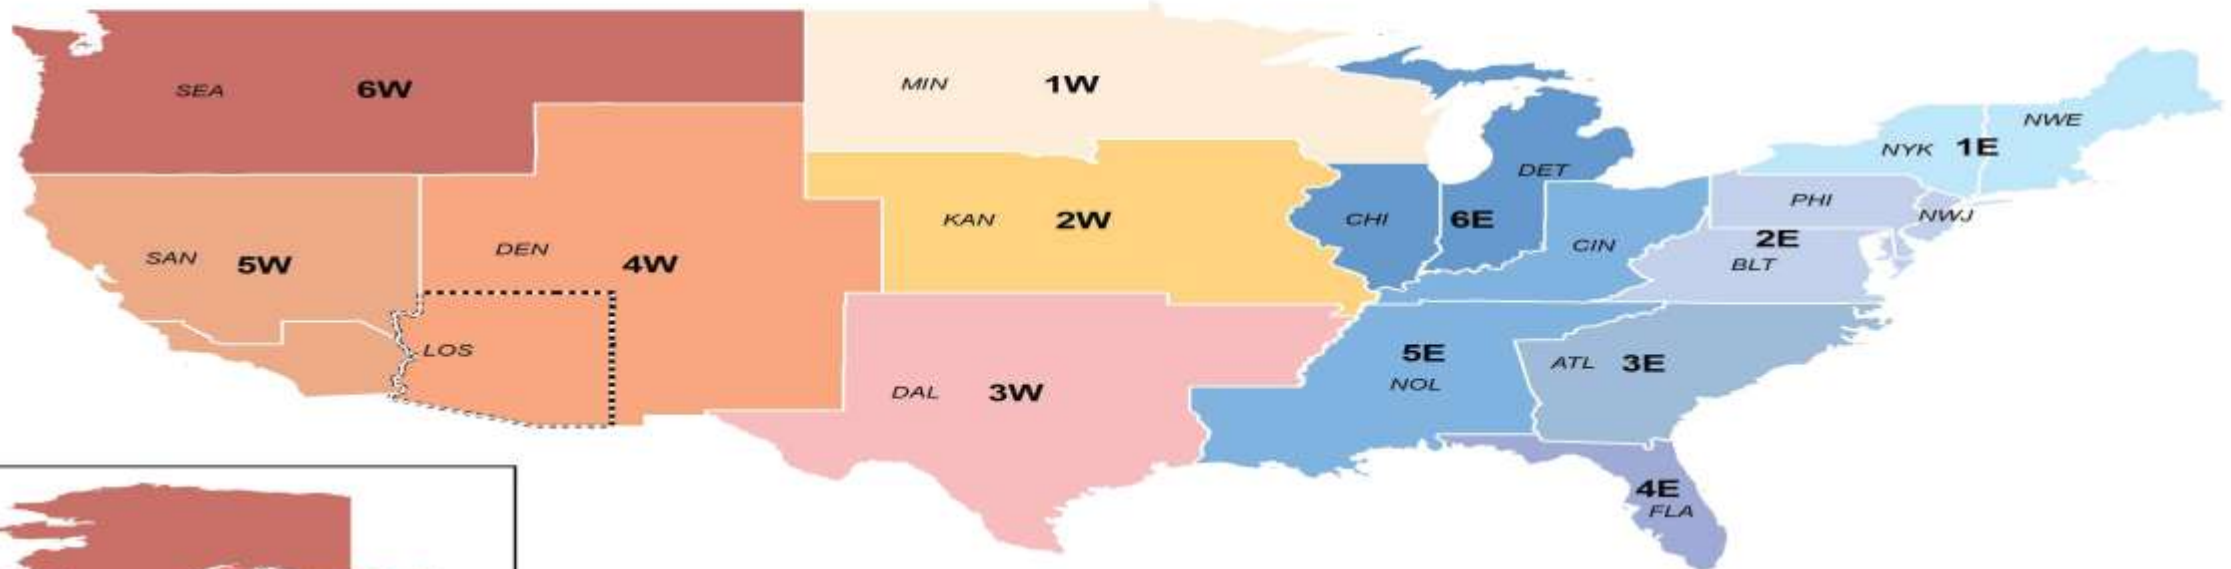 SEA 6W
MIN 1W
NWE
NYK 1E
DET
PHI
NWJ
KAN 2W
CHI 6E
CIN
2E
BLT
SAN 5W
DEN 4W
LOS
5E
NOL
ATL 3E
DAL 3W
4E
FLA